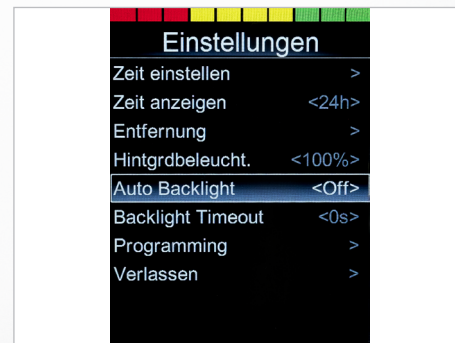 Einstellungen
Zeit einstellen >
Zeit anzeigen <24h>
Entfernung >
Hintgrdbeleucht. <100%>
Auto Backlight <Off>
Backlight Timeout <0s>
Programming >
Verlassen >